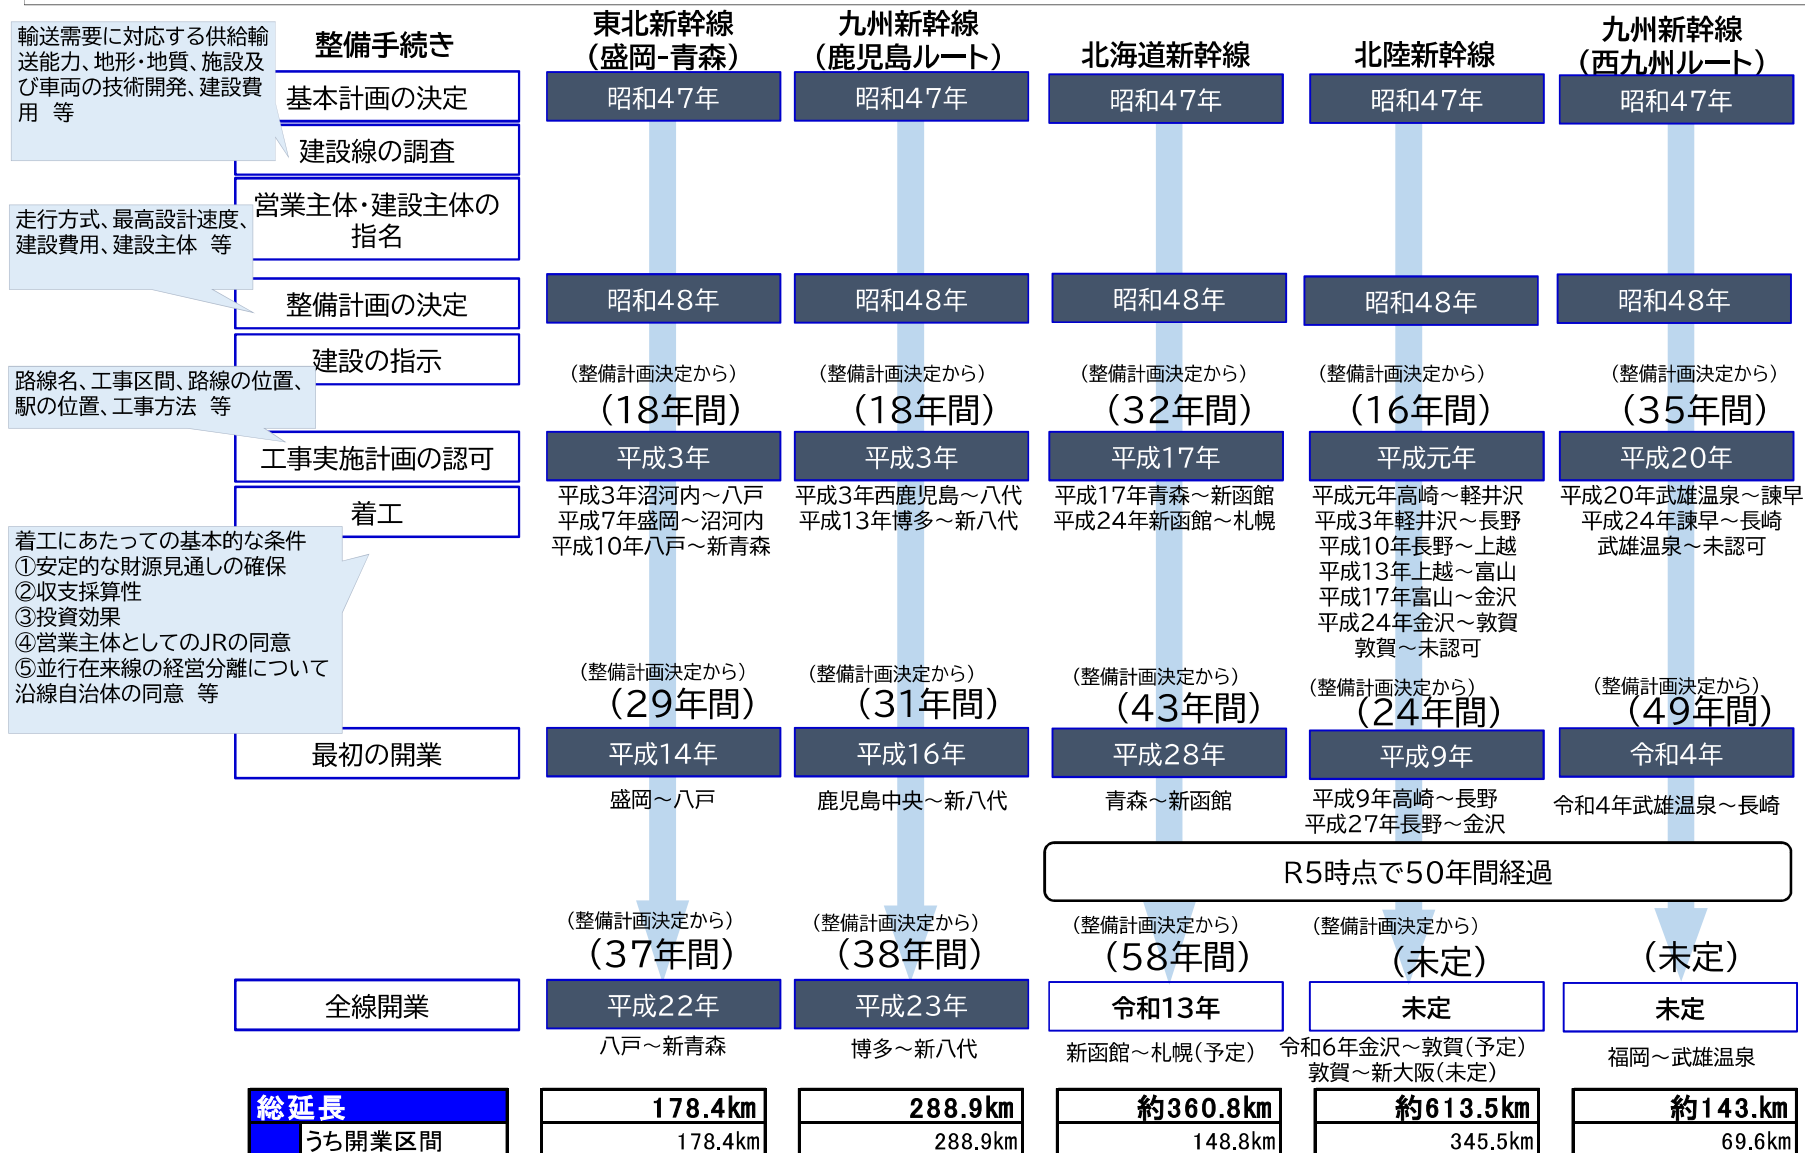 整備手続き
東北新幹線
(盛岡-青森)
九州新幹線
(鹿児島ルート)
北海道新幹線
北陸新幹線
九州新幹線
(西九州ルート)
輸送需要に対応する供給輸
送能力、地形・地質、施設及
び車両の技術開発、建設費
用 等
基本計画の決定
昭和47年
昭和47年
昭和47年
昭和47年
昭和47年
建設線の調査
営業主体・建設主体の
指名
走行方式、最高設計速度、
建設費用、建設主体 等
整備計画の決定
昭和48年
昭和48年
昭和48年
昭和48年
昭和48年
建設の指示
路線名、工事区間、路線の位置、
駅の位置、工事方法 等
(整備計画決定から)
(18年間)
(整備計画決定から)
(18年間)
(整備計画決定から)
(32年間)
(整備計画決定から)
(16年間)
(整備計画決定から)
(35年間)
工事実施計画の認可
平成3年
平成3年
平成17年
平成元年
平成20年
着工
平成3年沼河内～八戸
平成7年盛岡～沼河内
平成10年八戸～新青森
平成3年西鹿児島～八代
平成13年博多～新八代
平成17年青森～新函館
平成24年新函館～札幌
平成元年高崎～軽井沢
平成3年軽井沢～長野
平成10年長野～上越
平成13年上越～富山
平成17年富山～金沢
平成24年金沢～敦賀
敦賀～未認可
平成20年武雄温泉～諫早
平成24年諫早～長崎
武雄温泉～未認可
着工にあたっての基本的な条件
①安定的な財源見通しの確保
②収支採算性
③投資効果
④営業主体としてのJRの同意
⑤並行在来線の経営分離について
沿線自治体の同意 等
(整備計画決定から)
(29年間)
(整備計画決定から)
(31年間)
(整備計画決定から)
(43年間)
(整備計画決定から)
(24年間)
(整備計画決定から)
(49年間)
最初の開業
平成14年
平成16年
平成28年
平成9年
令和4年
盛岡～八戸
鹿児島中央～新八代
青森～新函館
平成9年高崎～長野
平成27年長野～金沢
令和4年武雄温泉～長崎
R5時点で50年間経過
(整備計画決定から)
(37年間)
(整備計画決定から)
(38年間)
(整備計画決定から)
(58年間)
(整備計画決定から)
(未定)
(未定)
全線開業
平成22年
平成23年
令和13年
未定
未定
八戸～新青森
博多～新八代
新函館～札幌(予定)
令和6年金沢～敦賀(予定)
敦賀～新大阪(未定)
福岡～武雄温泉
総延長 178.4km 288.9km 約360.8km 約613.5km 約143.km
うち開業区間 178.4km 288.9km 148.8km 345.5km 69.6km